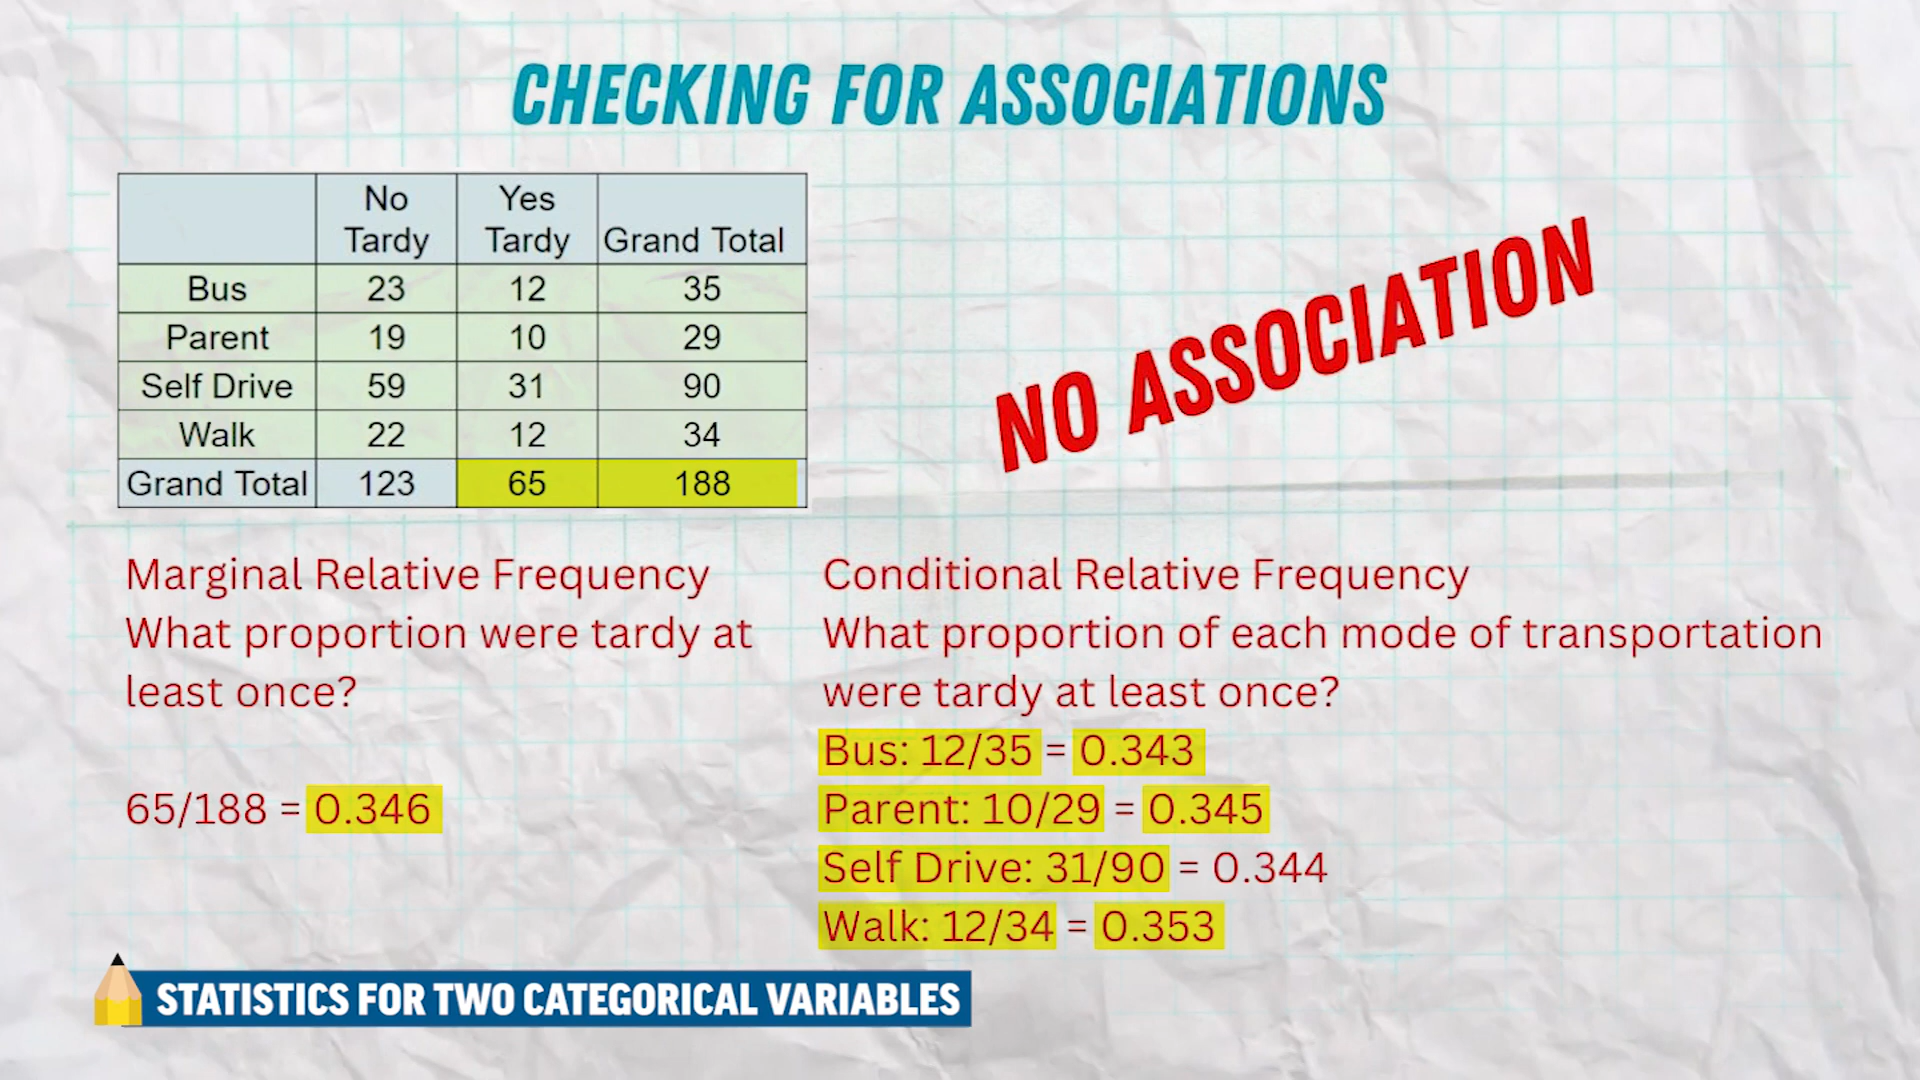 CHECKING FOR ASSOCIATIONS
No Tardy Yes Tardy Grand Total
Bus 23 12 35
Parent 19 10 29
Self Drive 59 31 90
Walk 22 12 34
Grand Total 123 65 188
NO ASSOCIATION
Marginal Relative Frequency
What proportion were tardy at
least once?
65/188 = 0.346
Conditional Relative Frequency
What proportion of each mode of transportation
were tardy at least once?
Bus: 12/35 = 0.343
Parent: 10/29 = 0.345
Self Drive: 31/90 = 0.344
Walk: 12/34 = 0.353
STATISTICS FOR TWO CATEGORICAL VARIABLES